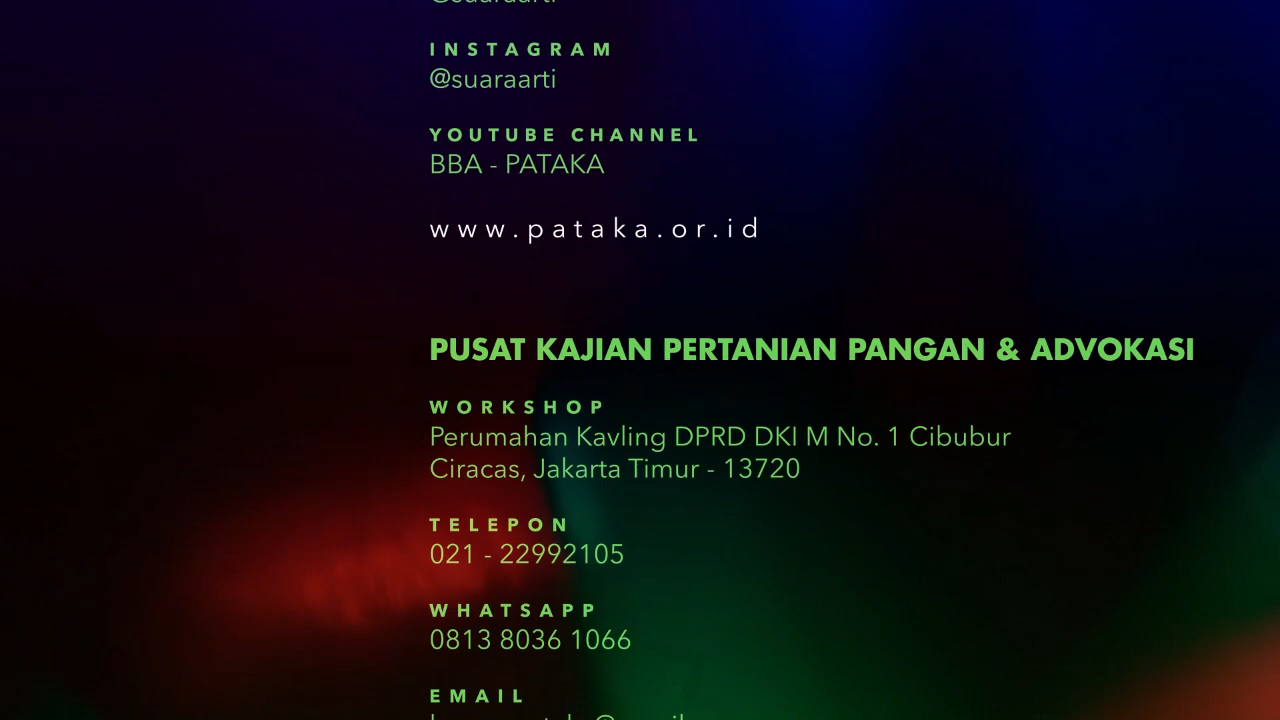 @suaraarti
INSTAGRAM
@suaraarti
YOUTUBE CHANNEL
BBA - PATAKA
www.pataka.or.id
PUSAT KAJIAN PERTANIAN PANGAN & ADVOKASI
WORKSHOP
Perumahan Kavling DPRD DKI M No. 1 Cibubur
Ciracas, Jakarta Timur - 13720
TELEPON
021 - 22992105
WHATSAPP
0813 8036 1066
EMAIL